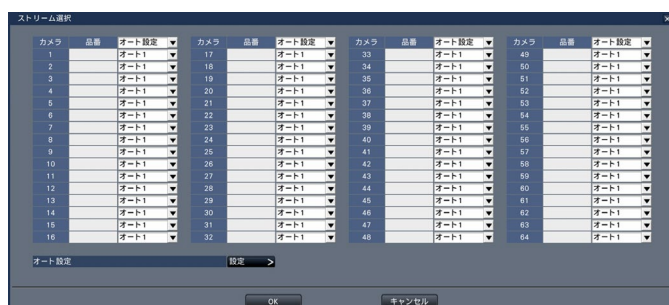 ストリーム選択
カメラ 品番 オート設定 カメラ 品番 オート設定 カメラ 品番 オート設定 カメラ 品番 オート設定
1 オート1 17 オート1 33 オート1 49 オート1
2 オート1 18 オート1 34 オート1 50 オート1
3 オート1 19 オート1 35 オート1 51 オート1
4 オート1 20 オート1 36 オート1 52 オート1
5 オート1 21 オート1 37 オート1 53 オート1
6 オート1 22 オート1 38 オート1 54 オート1
7 オート1 23 オート1 39 オート1 55 オート1
8 オート1 24 オート1 40 オート1 56 オート1
9 オート1 25 オート1 41 オート1 57 オート1
10 オート1 26 オート1 42 オート1 58 オート1
11 オート1 27 オート1 43 オート1 59 オート1
12 オート1 28 オート1 44 オート1 60 オート1
13 オート1 29 オート1 45 オート1 61 オート1
14 オート1 30 オート1 46 オート1 62 オート1
15 オート1 31 オート1 47 オート1 63 オート1
16 オート1 32 オート1 48 オート1 64 オート1
オート設定 設定 >
OK キャンセル